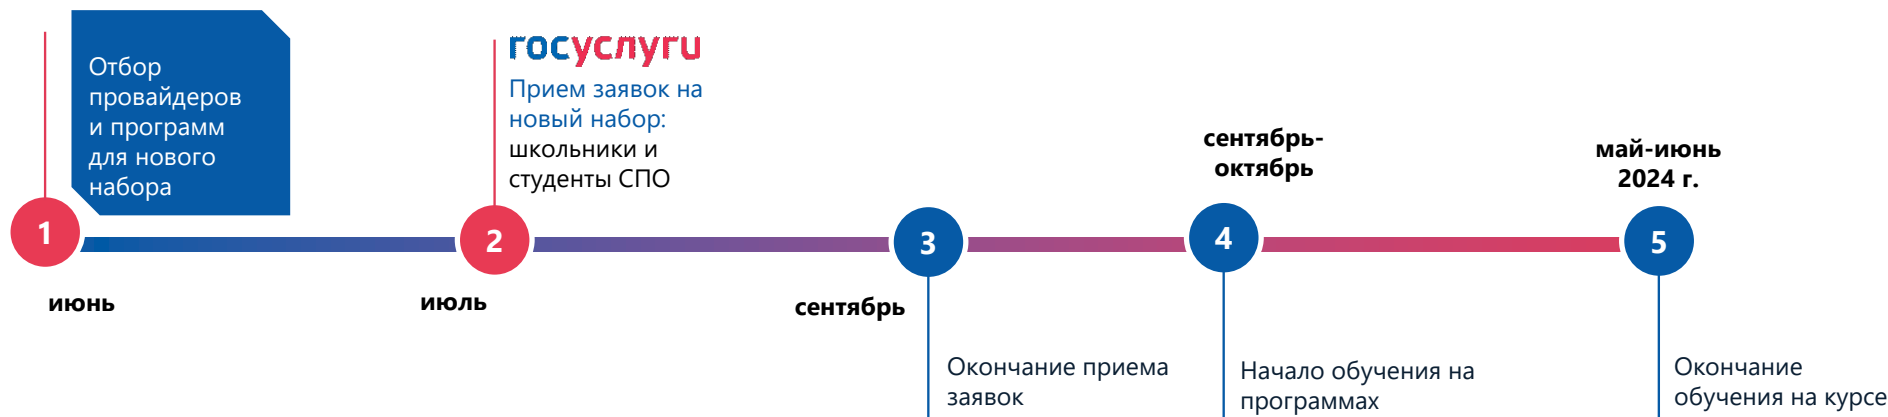 Отбор
провайдеров
и программ
для нового
набора
1
июнь
госуслуги
Прием заявок на
новый набор:
школьники и
студенты СПО
2
июль
3
сентябрь
Окончание приема
заявок
сентябрь-
октябрь
4
Начало обучения на
программах
май-июнь
2024 г.
5
Окончание
обучения на курсе